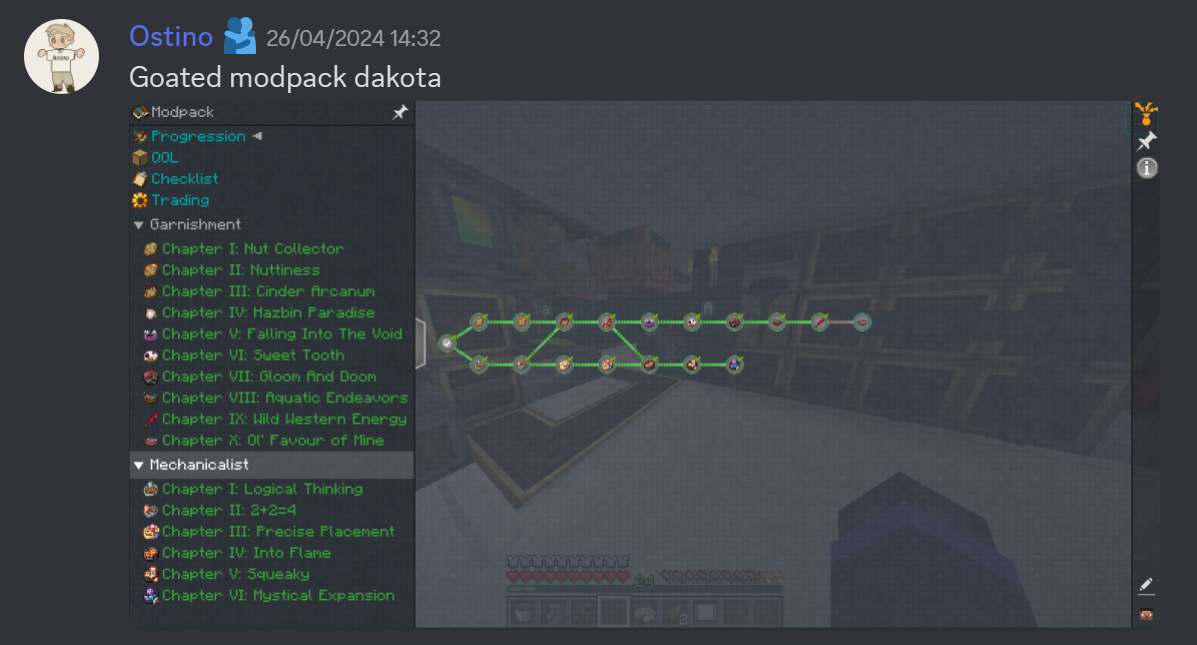 Ostino 26/04/2024 14:32
Goated modpack dakota
Modpack
Progression
QOL
Checklist
Trading
Garnishment
Chapter I: Nut Collector
Chapter II: Nuttiness
Chapter III: Cinder Arcanum
Chapter IV: Hazbin Paradise
Chapter V: Falling Into The Void
Chapter VI: Sweet Tooth
Chapter VII: Gloom And Doom
Chapter VIII: Aquatic Endeavors
Chapter IX: Wild Western Energy
Chapter X: Ol' Favour of Mine
Mechanicalist
Chapter I: Logical Thinking
Chapter II: 2+2=4
Chapter III: Precise Placement
Chapter IV: Into Flame
Chapter V: Squeaky
Chapter VI: Mystical Expansion
24
2